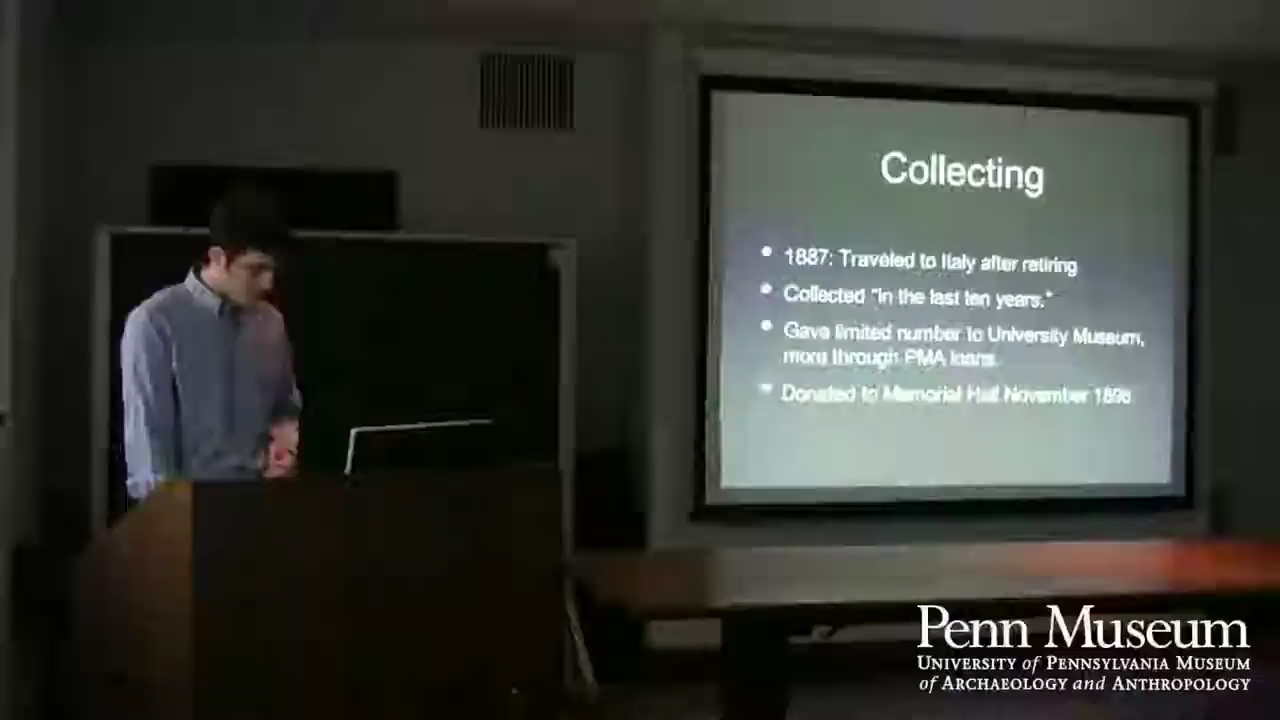 Collecting
• 1887: Traveled to Italy after retiring
• Collected "in the last ten years."
• Gave limited number to University Museum,
more through PMA loans.
• Donated to Memorial Hall November
Penn Museum
UNIVERSITY of PENNSYLVANIA MUSEUM
of ARCHAEOLOGY and ANTHROPOLOGY